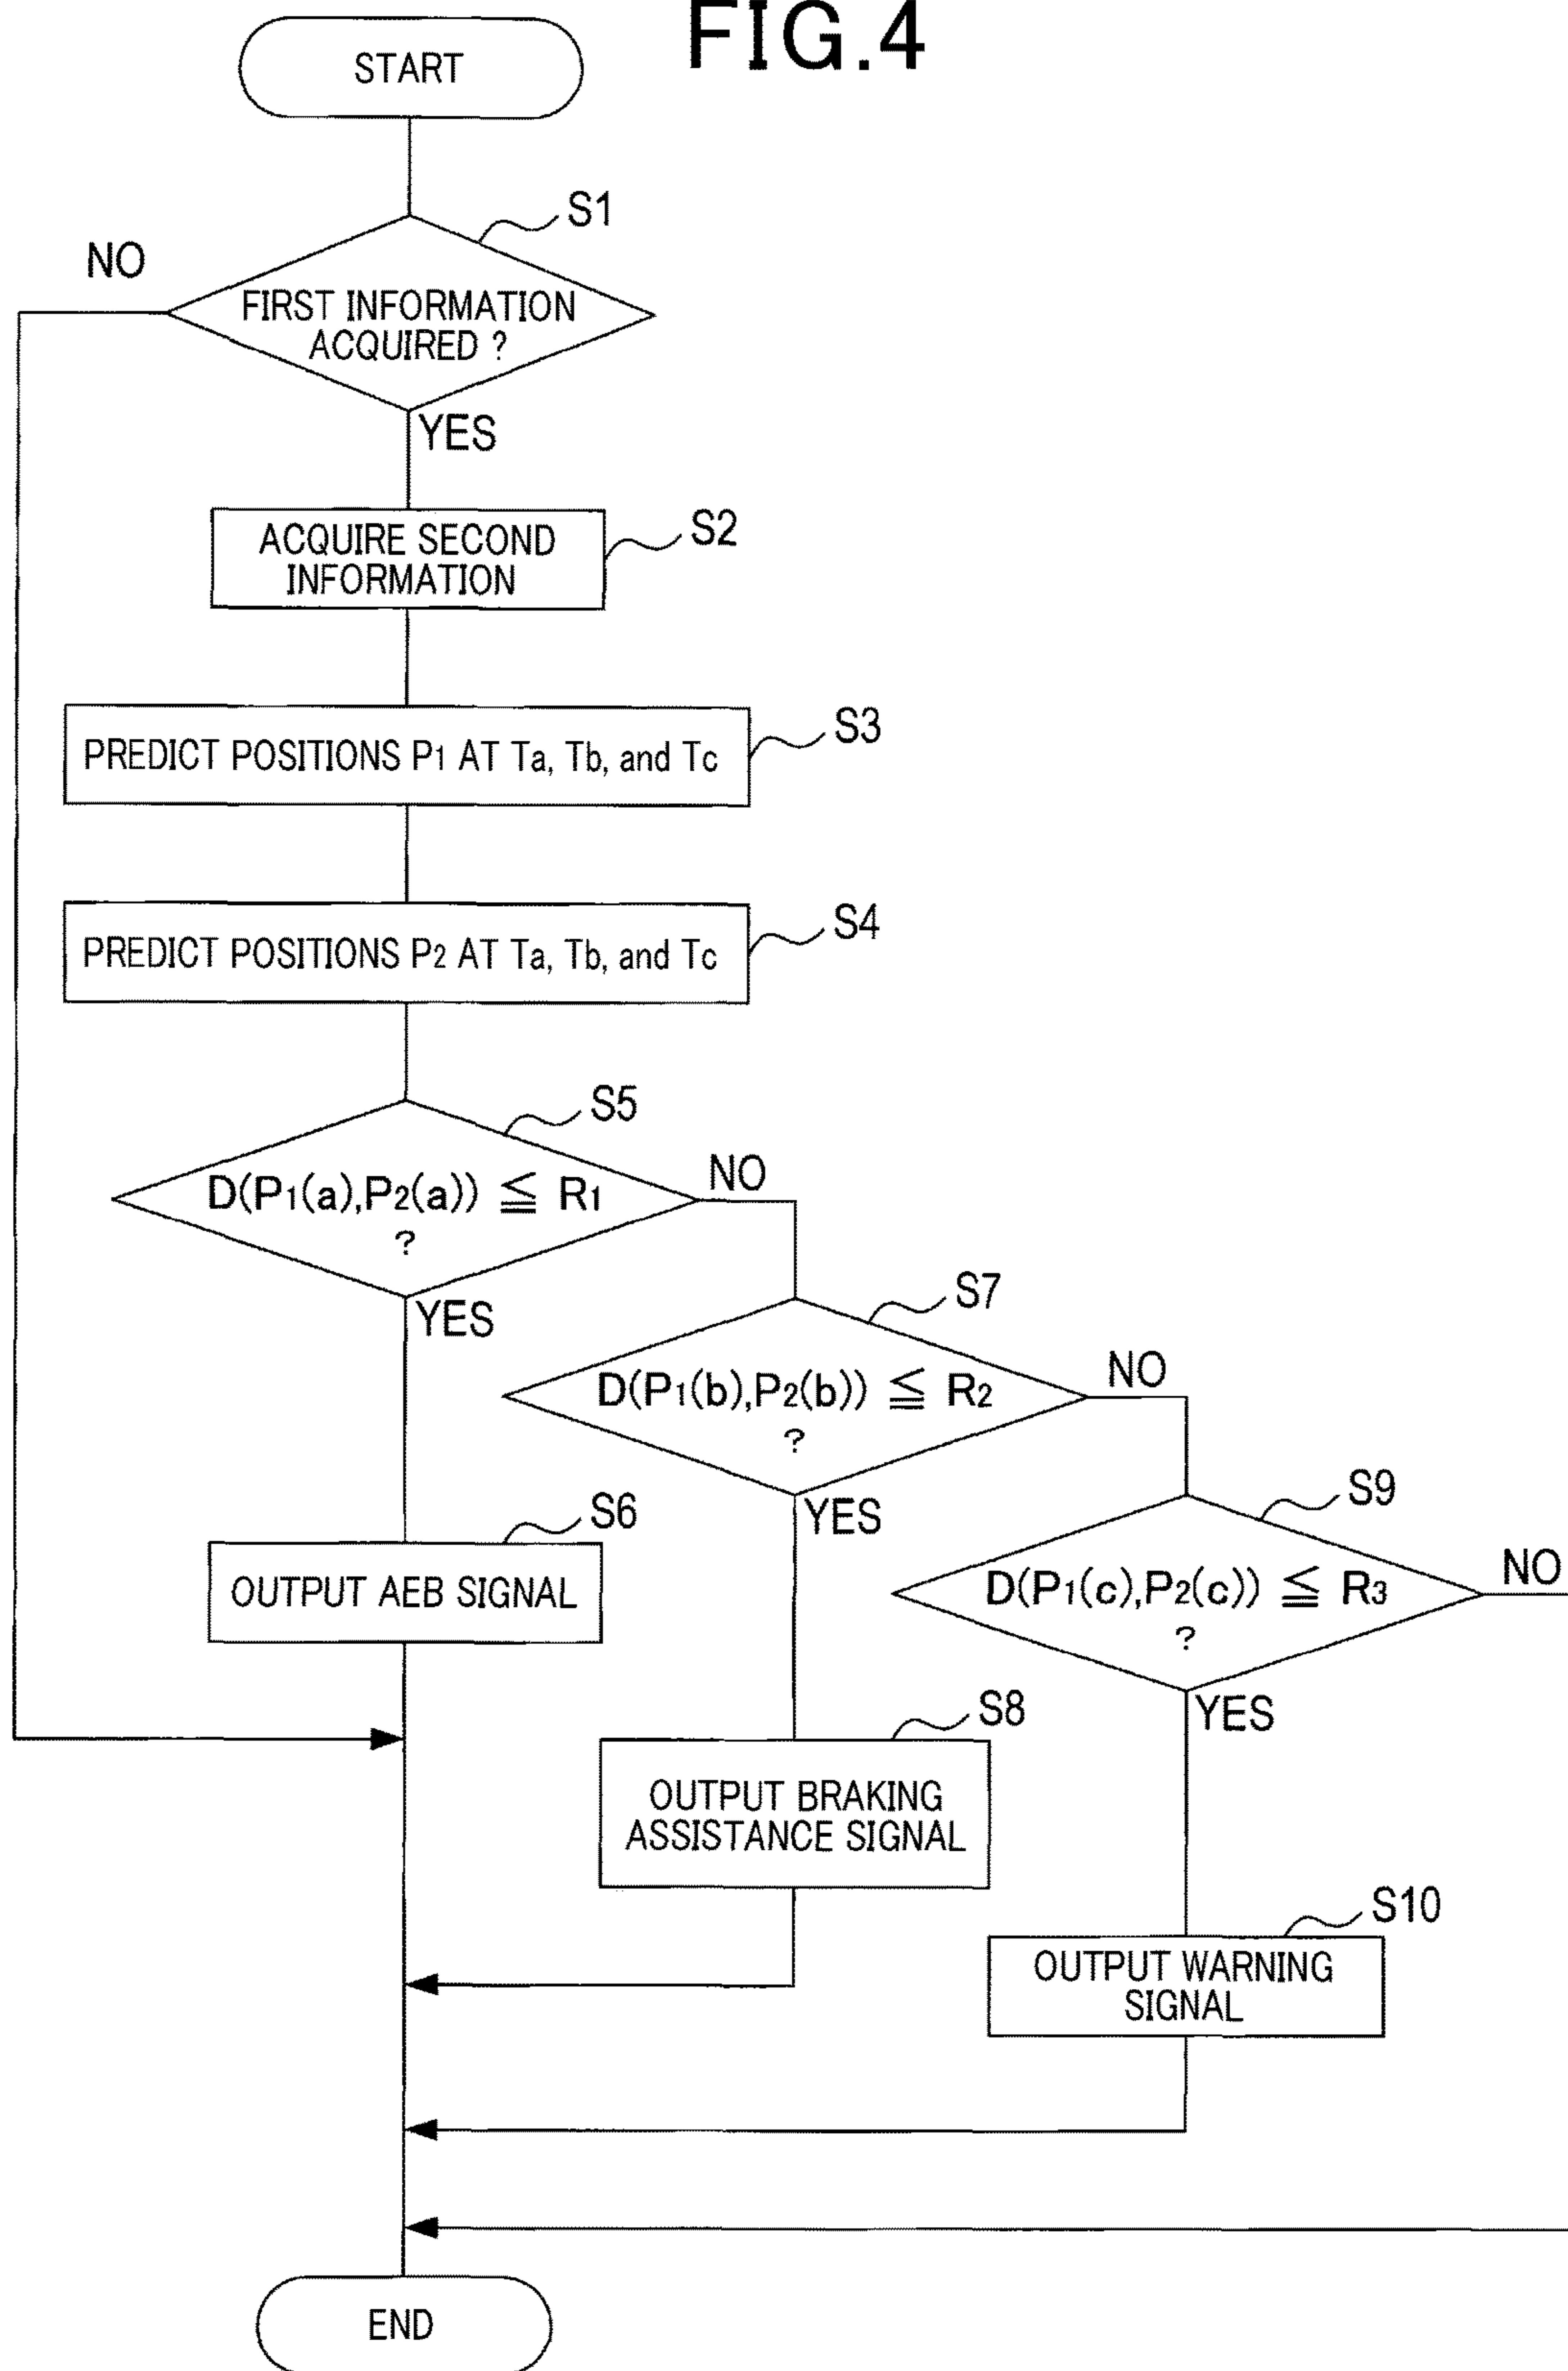 FIG.4
START
S1
NO
FIRST INFORMATION
ACQUIRED ?
YES
S2
ACQUIRE SECOND
INFORMATION
S3
PREDICT POSITIONS P1 AT Ta, Tb, and Tc
S4
PREDICT POSITIONS P2 AT Ta, Tb, and Tc
S5
D(P1(a),P2(a)) ≦ R1
?
NO
YES
S7
D(P1(b),P2(b)) ≦ R2
?
NO
YES
S9
D(P1(c),P2(c)) ≦ R3
?
NO
YES
S6
OUTPUT AEB SIGNAL
S8
OUTPUT BRAKING
ASSISTANCE SIGNAL
S10
OUTPUT WARNING
SIGNAL
END